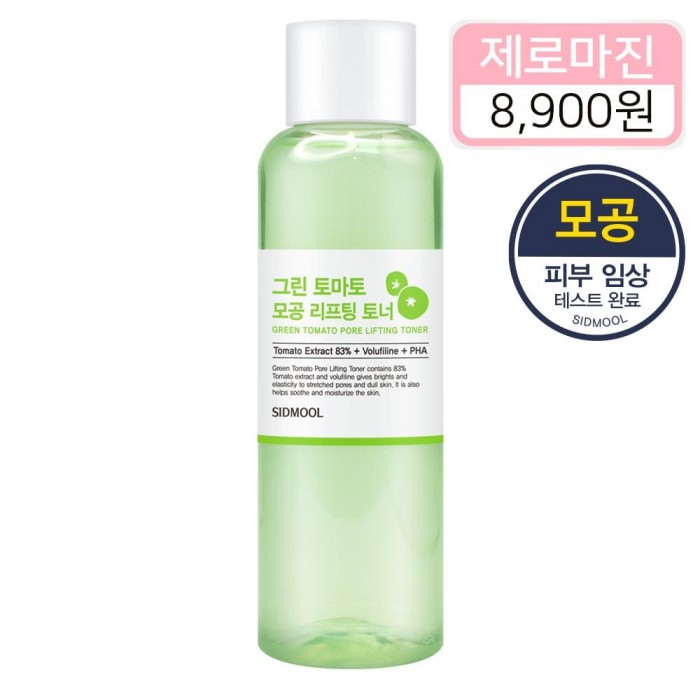 제로마진
8,900원
모공
피부 임상
테스트 완료
SIDMOOL
그린 토마토
모공 리프팅 토너
GREEN TOMATO PORE LIFTING TONER
Tomato Extract 83% + Volufiline + PHA
Green Tomato Pore Lifting Toner contains 83%
Tomato extract and volufiline gives brights and
elasticity to stretched pores and dull skin, it is also
helps soothe and moisturize the skin.
SIDMOOL